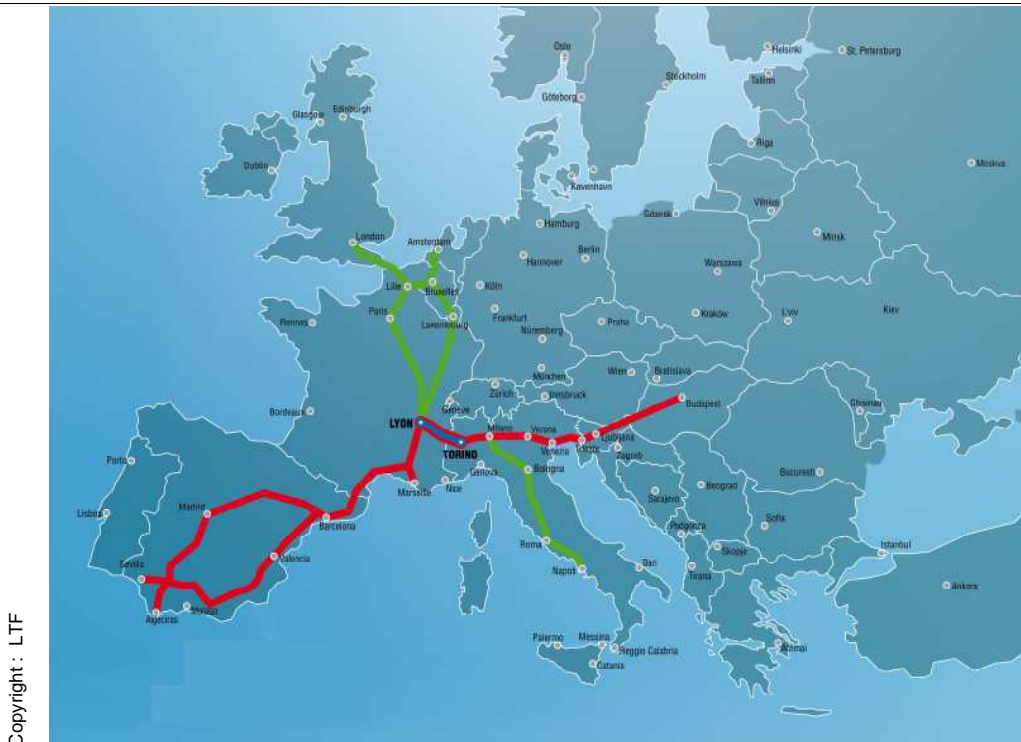 Helsinki
Oslo
St. Petersburg
Tallinn
Stockholm
Göteborg
Edinburgh
Glasgow
Riga
Moskva
Dublin
København
Vilnius
Gdansk
Hamburg
Minsk
London
Amsterdam
Berlin
Hannover
Warszawa
Lille
Bruxelles
Köln
Kiev
Paris
Luxembourg
Frankfurt
Kraków
L'viv
Rennes
Praha
Nüremberg
München
Wien
Bratislava
Zürich
Innsbruck
Budapest
Genève
Chisinau
Bordeaux
LYON
Milano
Verona
Ljubljana
Trieste
Venezia
Zagreb
TORINO
Porto
Genova
Bologna
Bucuresti
Nice
Marseille
Beograd
Sarajevo
Madrid
Lisboa
Barcelona
Podgoriza
Sofia
Roma
Skopje
Istanbul
Valencia
Sevilla
Napoli
Bari
Tirana
Ankara
Malaga
Algeciras
Palermo
Messina
Reggio Calabria
Athinai
Catania
Copyright : LTF